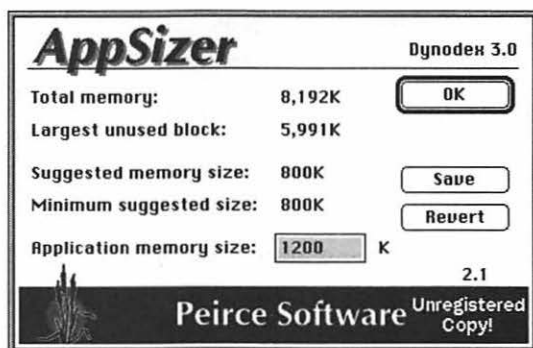 AppSizer Dynodex 3.0
Total memory: 8,192K OK
Largest unused block: 5,991K
Suggested memory size: 800K Save
Minimum suggested size: 800K Revert
Application memory size: 1200 K
2.1
Peirce Software Unregistered
Copy!